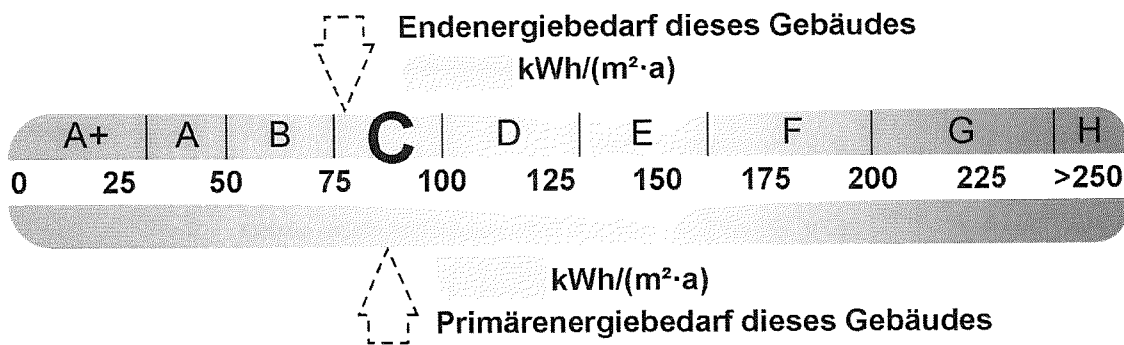 Endenergiebedarf dieses Gebäudes
kWh/(m²·a)
A+ A B C D E F G H
0 25 50 75 100 125 150 175 200 225 >250
kWh/(m²·a)
Primärenergiebedarf dieses Gebäudes